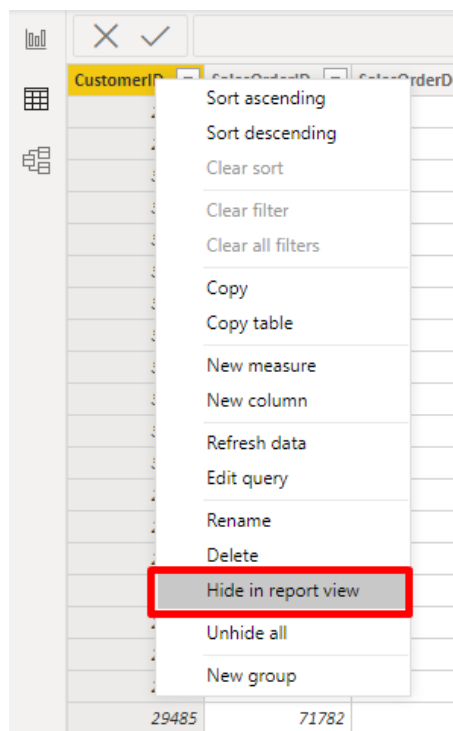 CustomerID
Sort ascending
Sort descending
Clear sort
Clear filter
Clear all filters
Copy
Copy table
New measure
New column
Refresh data
Edit query
Rename
Delete
Hide in report view
Unhide all
New group
29485 71782